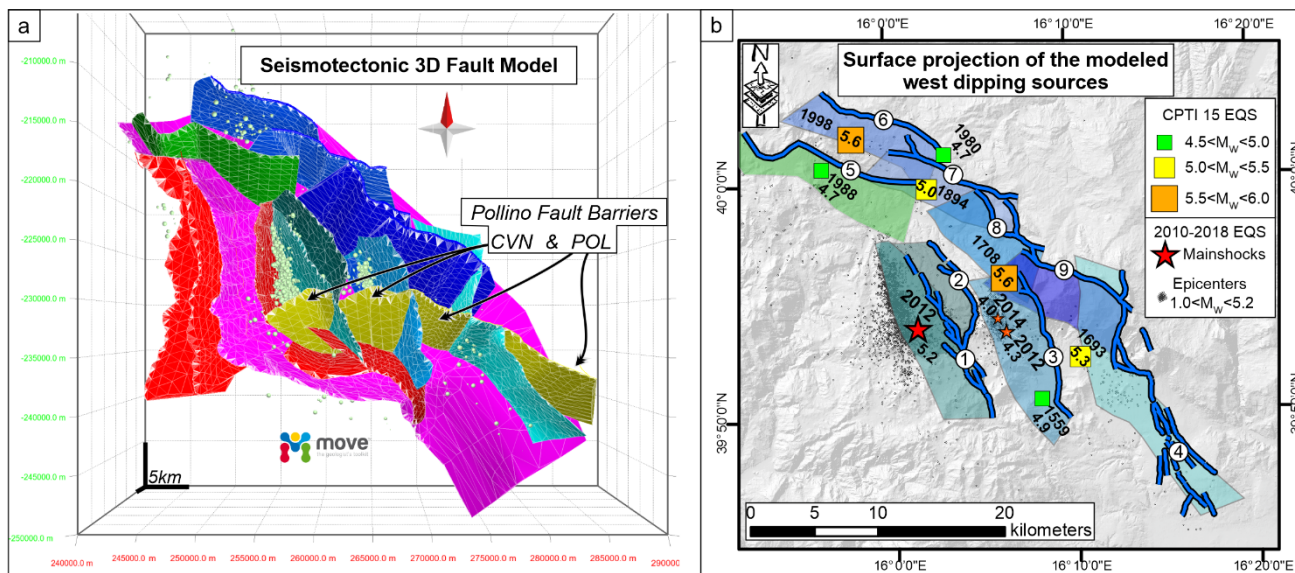 a
Seismotectonic 3D Fault Model
-210000.0 m
-215000.0 m
-220000.0 m
-225000.0 m
-230000.0 m
-235000.0 m
-240000.0 m
-245000.0 m
-250000.0 m
Pollino Fault Barriers
CVN & POL
move
5km
240000.0 m
245000.0 m
250000.0 m
255000.0 m
260000.0 m
265000.0 m
270000.0 m
275000.0 m
280000.0 m
285000.0 m
290000
b
16°0'0"E
16°10'0"E
16°20'0"E
N
Surface projection of the modeled
west dipping sources
CPTI 15 EQS
4.5<Mw<5.0
5.0<Mw<5.5
5.5<Mw<6.0
2010-2018 EQS
Mainshocks
Epicenters
1.0<Mw<5.2
40°0'0"N
40°0'0"N
39°50'0"N
39°50'0"N
1998
5.6
6
1980
4.7
5
1988
4.7
5.0
1894
7
8
1708
5.6
9
2
2012
5.2
2014
4.0
2012
4.3
1
3
1693
5.3
1559
4.9
4
0
5
10
20
kilometers
16°0'0"E
16°10'0"E
16°20'0"E